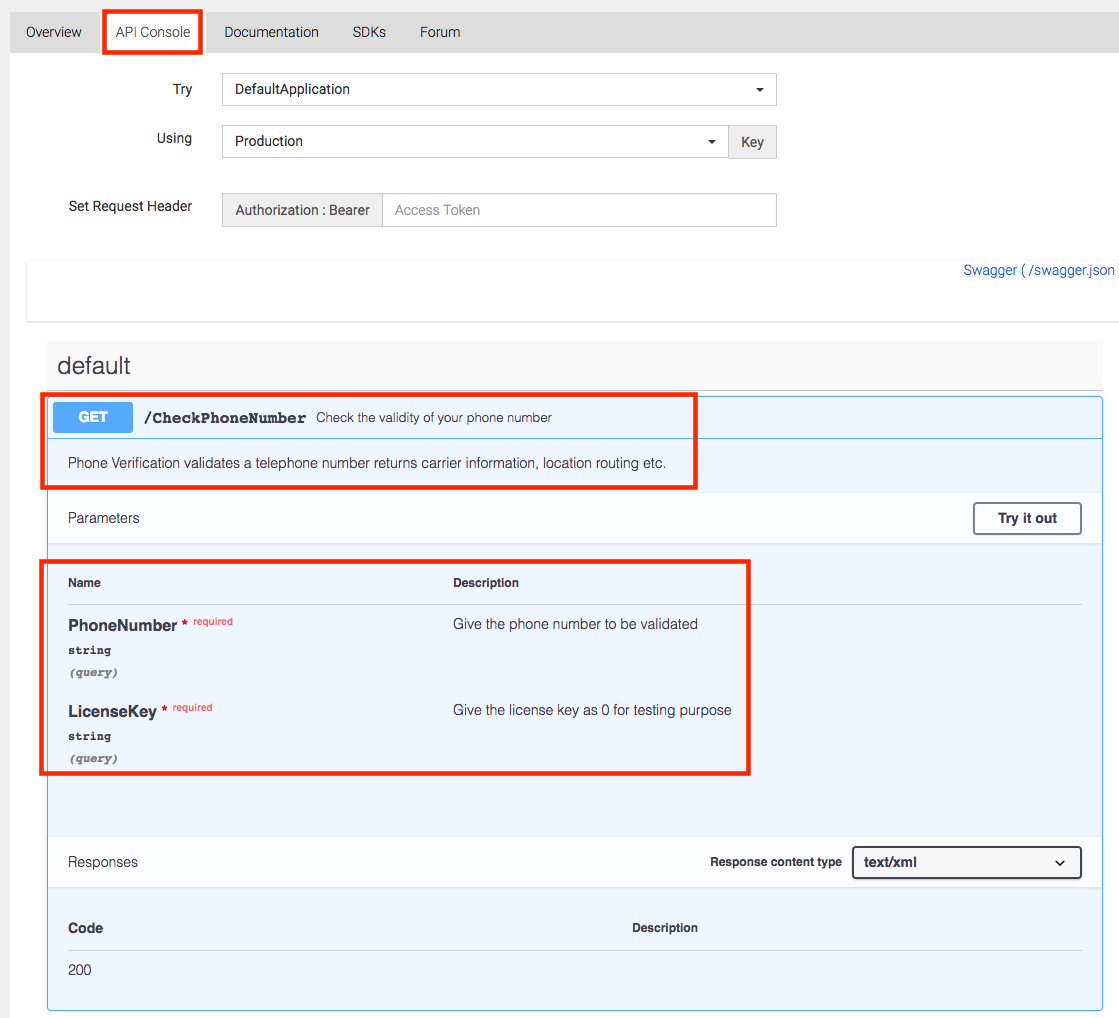 Overview API Console Documentation SDKs Forum
Try DefaultApplication
Using Production Key
Set Request Header Authorization : Bearer Access Token
Swagger ( /swagger.json
default
GET /CheckPhoneNumber Check the validity of your phone number
Phone Verification validates a telephone number returns carrier information, location routing etc.
Parameters Try it out
Name Description
PhoneNumber * required Give the phone number to be validated
string
(query)
LicenseKey * required Give the license key as 0 for testing purpose
string
(query)
Responses Response content type text/xml
Code Description
200